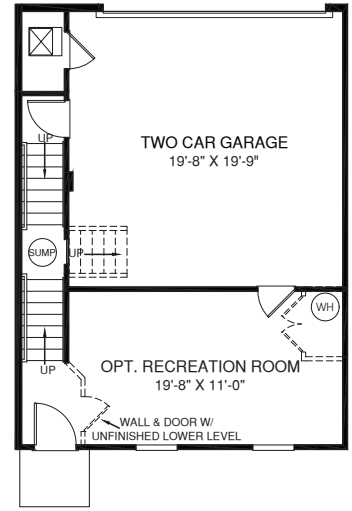 UP
TWO CAR GARAGE
19'-8" X 19'-9"
SUMP
UP
WH
OPT. RECREATION ROOM
19'-8" X 11'-0"
UP
WALL & DOOR W/
UNFINISHED LOWER LEVEL